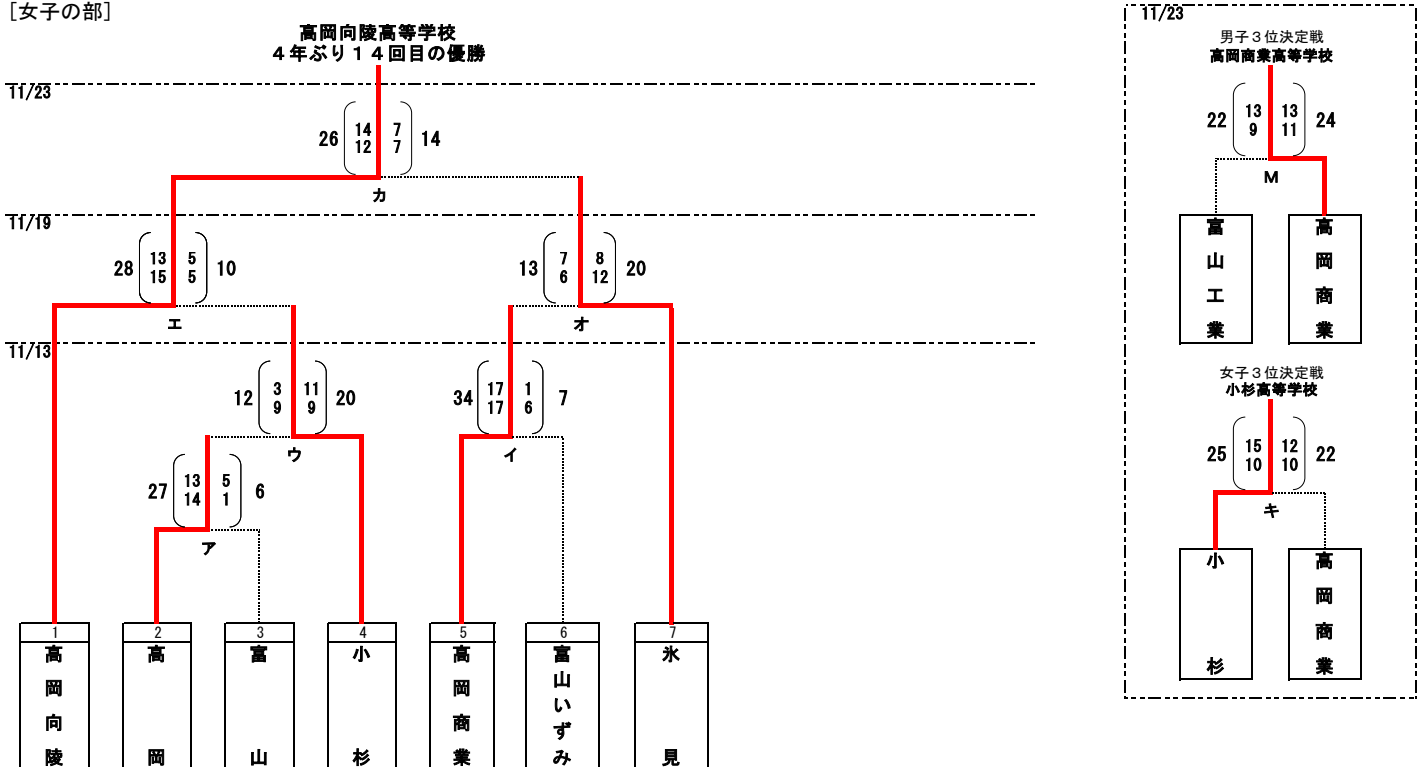 [女子の部]
高岡向陵高等学校
4年ぶり14回目の優勝
11/23
26 14 7 14
12 7
カ
11/19
28 13 5 10
15 5
エ
13 7 8 20
6 12
オ
11/13
12 3 11 20
9 9
ウ
34 17 1 7
17 6
イ
27 13 5 6
14 1
ア
1 2 3 4 5 6 7
高岡向陵
高岡
富山
小杉
高岡商業
富山いずみ
氷見
11/23
男子3位決定戦
高岡商業高等学校
22 13 13 24
9 11
M
富山工業
高岡商業
女子3位決定戦
小杉高等学校
25 15 12 22
10 10
キ
小杉
高岡商業